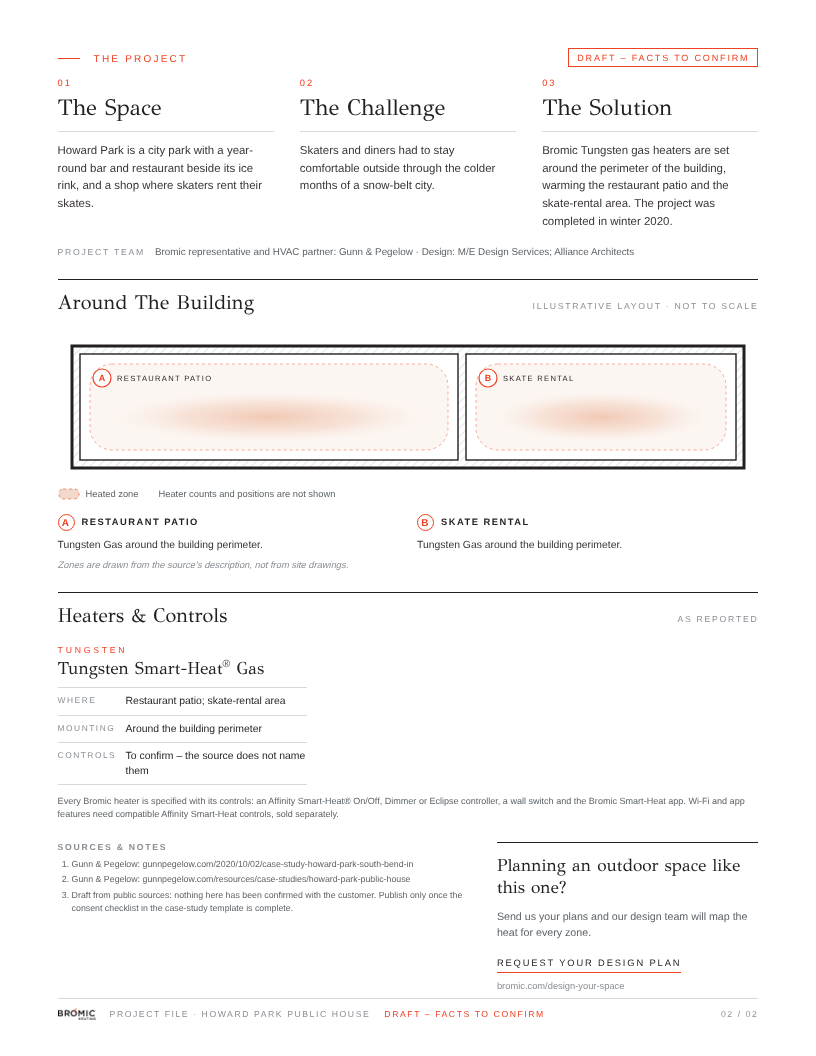 THE PROJECT
DRAFT – FACTS TO CONFIRM
01
The Space
Howard Park is a city park with a year-
round bar and restaurant beside its ice
rink, and a shop where skaters rent their
skates.
02
The Challenge
Skaters and diners had to stay
comfortable outside through the colder
months of a snow-belt city.
03
The Solution
Bromic Tungsten gas heaters are set
around the perimeter of the building,
warming the restaurant patio and the
skate-rental area. The project was
completed in winter 2020.
PROJECT TEAM Bromic representative and HVAC partner: Gunn & Pegelow · Design: M/E Design Services; Alliance Architects
Around The Building
ILLUSTRATIVE LAYOUT · NOT TO SCALE
A RESTAURANT PATIO
B SKATE RENTAL
Heated zone Heater counts and positions are not shown
A RESTAURANT PATIO
Tungsten Gas around the building perimeter.
B SKATE RENTAL
Tungsten Gas around the building perimeter.
Zones are drawn from the source's description, not from site drawings.
Heaters & Controls
AS REPORTED
TUNGSTEN
Tungsten Smart-Heat® Gas
WHERE Restaurant patio; skate-rental area
MOUNTING Around the building perimeter
CONTROLS To confirm – the source does not name
them
Every Bromic heater is specified with its controls: an Affinity Smart-Heat® On/Off, Dimmer or Eclipse controller, a wall switch and the Bromic Smart-Heat app. Wi-Fi and app
features need compatible Affinity Smart-Heat controls, sold separately.
SOURCES & NOTES
1. Gunn & Pegelow: gunnpegelow.com/2020/10/02/case-study-howard-park-south-bend-in
2. Gunn & Pegelow: gunnpegelow.com/resources/case-studies/howard-park-public-house
3. Draft from public sources: nothing here has been confirmed with the customer. Publish only once the
consent checklist in the case-study template is complete.
Planning an outdoor space like
this one?
Send us your plans and our design team will map the
heat for every zone.
REQUEST YOUR DESIGN PLAN
bromic.com/design-your-space
BROMIC HEATING PROJECT FILE · HOWARD PARK PUBLIC HOUSE DRAFT – FACTS TO CONFIRM 02 / 02